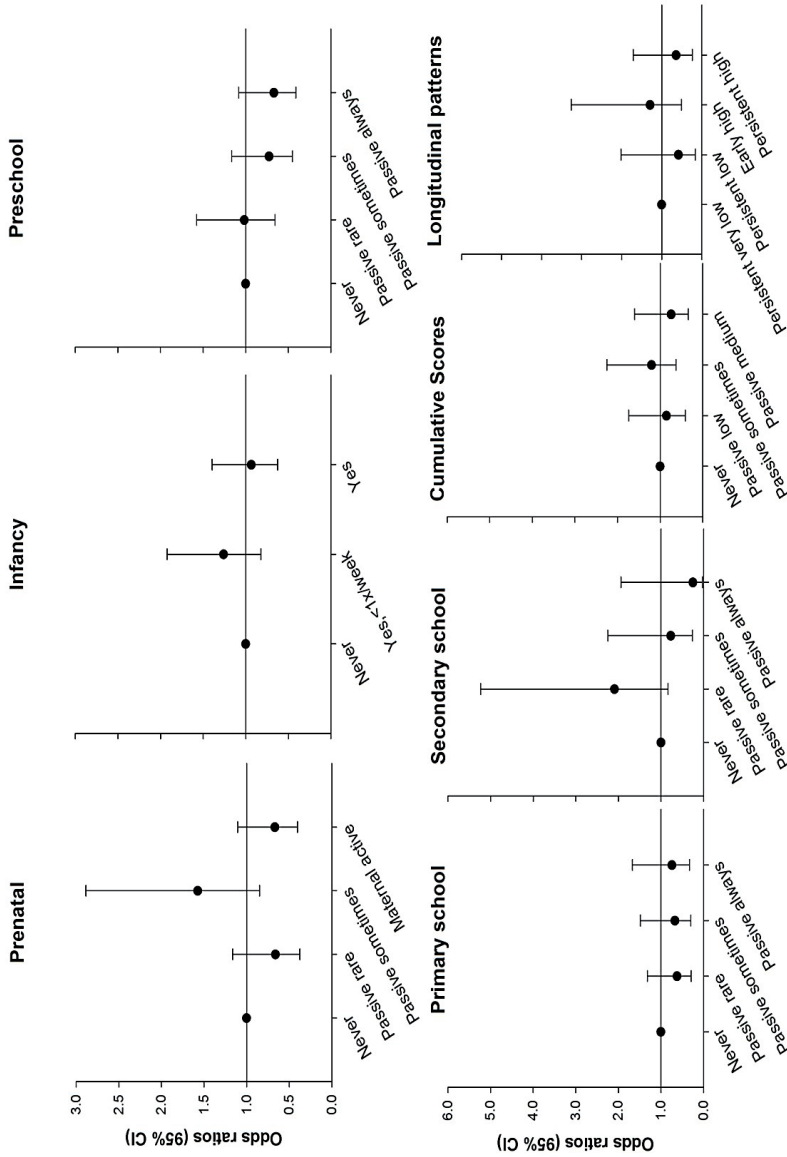 Prenatal
Infancy
Preschool
Odds ratios (95% CI)
3.0
2.5
2.0
1.5
1.0
0.5
0.0
Never
Passive rare
Passive sometimes
Maternal active
Never
Yes,<1x/week
Yes
Never
Passive rare
Passive sometimes
Passive always
Primary school
Secondary school
Cumulative Scores
Longitudinal patterns
Odds ratios (95% CI)
6.0
5.0
4.0
3.0
2.0
1.0
0.0
Never
Passive rare
Passive sometimes
Passive always
Never
Passive rare
Passive sometimes
Passive always
Never
Passive low
Passive sometimes
Passive medium
Persistent very low
Persistent low
Early high
Persistent high